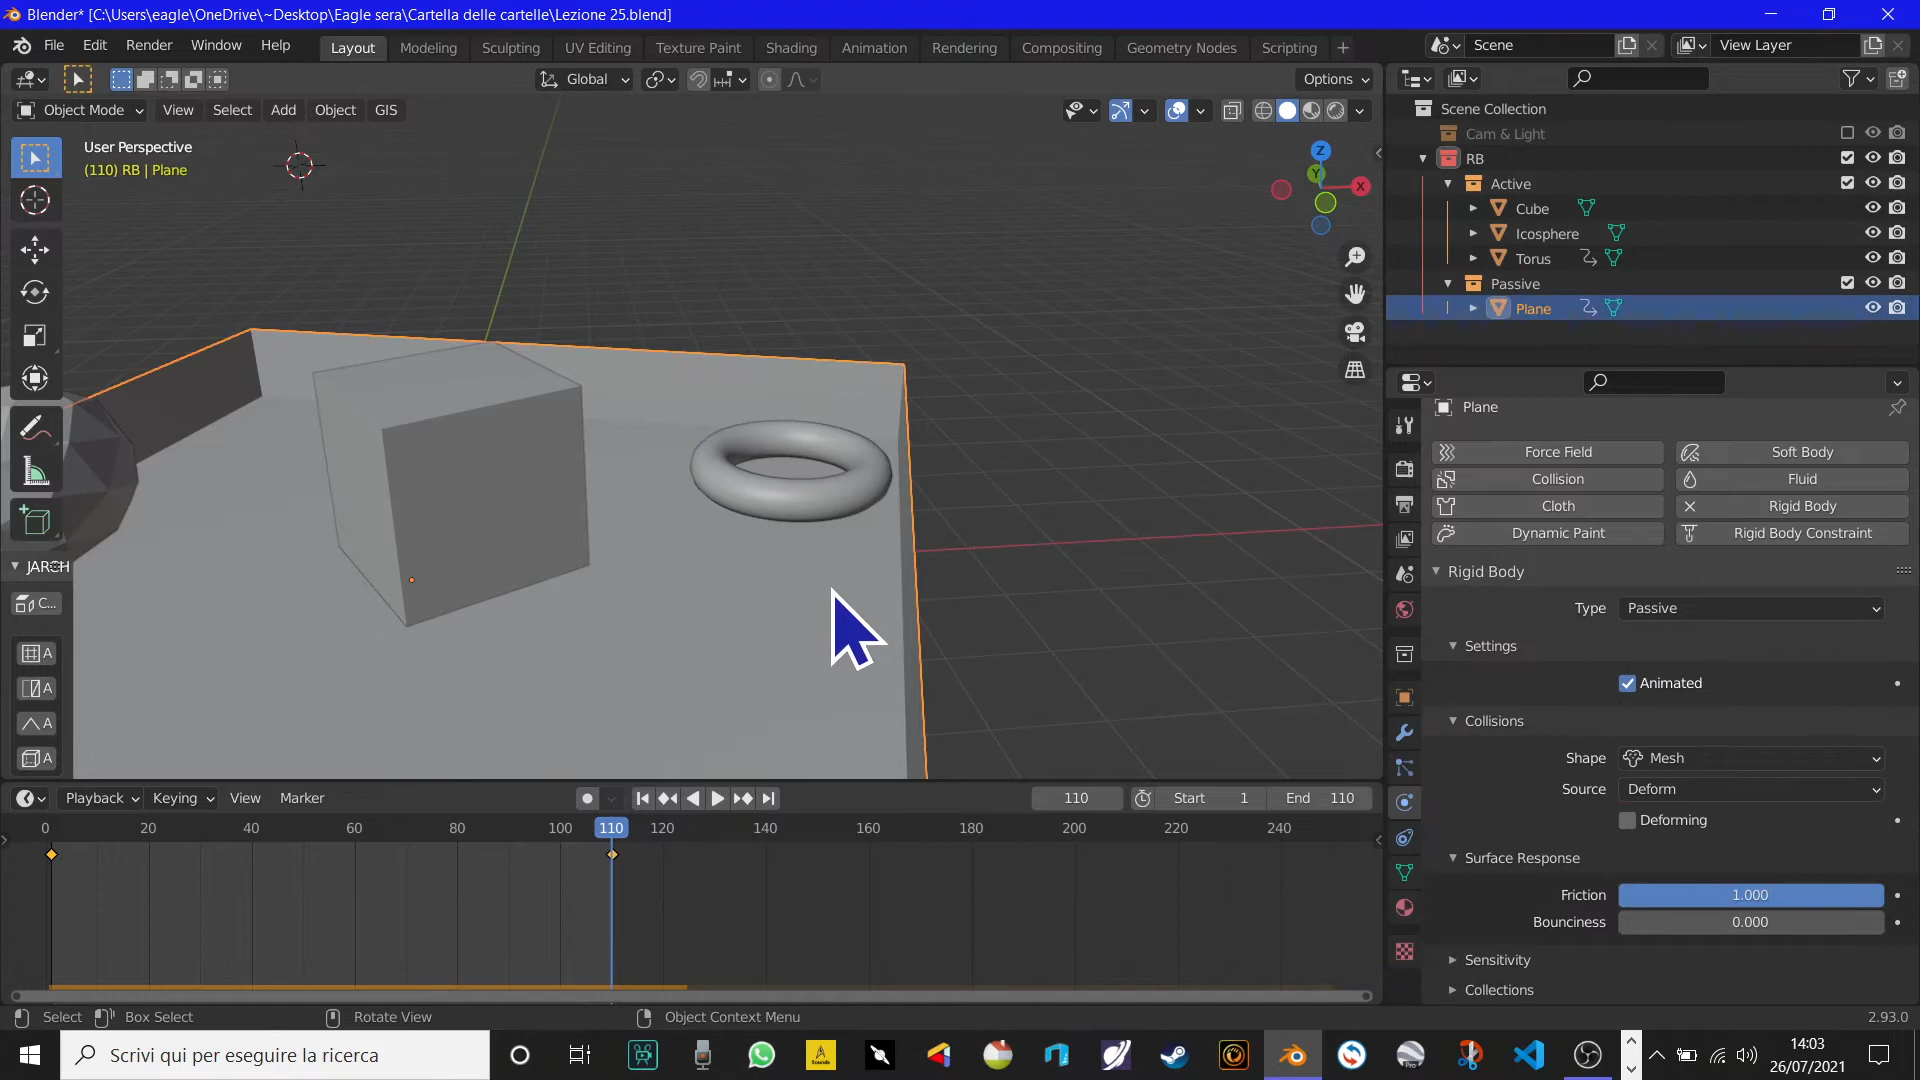 Blender* [C:\Users\eagle\OneDrive\~Desktop\Eagle sera\Cartella delle cartelle\Lezione 25.blend]
File Edit Render Window Help
Layout Modeling Sculpting UV Editing Texture Paint Shading Animation Rendering Compositing Geometry Nodes Scripting
Scene
View Layer
Global
Options
Object Mode View Select Add Object GIS
User Perspective
(110) RB | Plane
Z
Y
X
JARCH
C...
A
A
A
A
Scene Collection
Cam & Light
RB
Active
Cube
Icosphere
Torus
Passive
Plane
Plane
Force Field Soft Body
Collision Fluid
Cloth Rigid Body
Dynamic Paint Rigid Body Constraint
Rigid Body
Type Passive
Settings
Animated
Collisions
Shape Mesh
Source Deform
Deforming
Surface Response
Friction 1.000
Bounciness 0.000
Sensitivity
Collections
Playback Keying View Marker
110 Start 1 End 110
0 20 40 60 80 100 110 120 140 160 180 200 220 240
Select Box Select Rotate View Object Context Menu 2.93.0
Scrivi qui per eseguire la ricerca
Sounds
Pro
14:03
26/07/2021